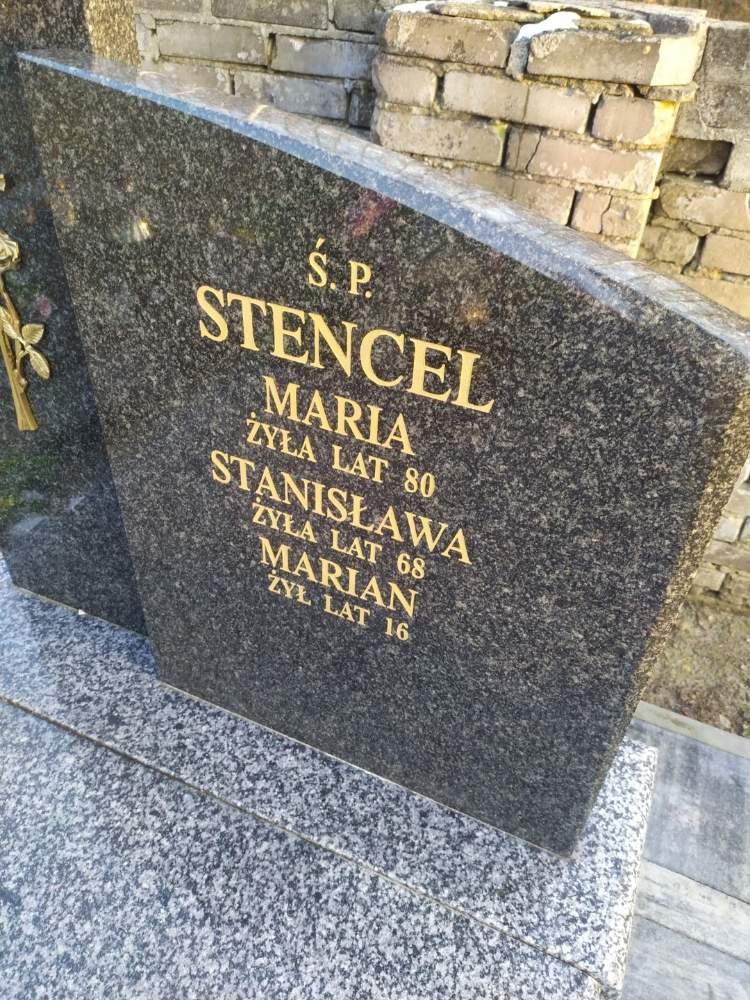 Ś. P.
STENCEL
MARIA
ŻYŁA LAT 80
STANISŁAWA
ŻYŁA LAT 68
MARIAN
ŻYŁ LAT 16